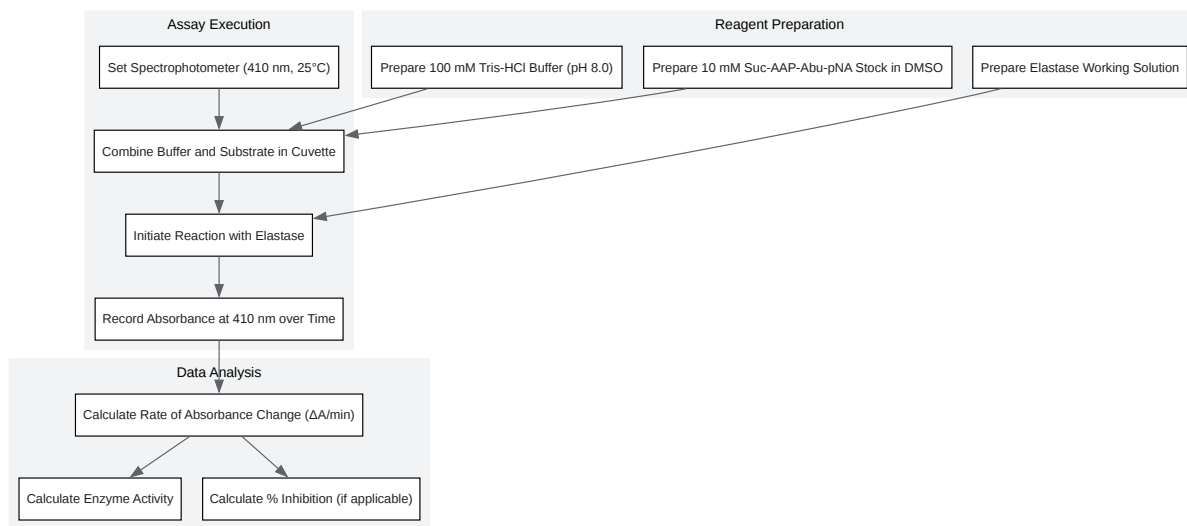 Assay Execution
Reagent Preparation
Set Spectrophotometer (410 nm, 25°C)
Prepare 100 mM Tris-HCl Buffer (pH 8.0)
Prepare 10 mM Suc-AAP-Abu-pNA Stock in DMSO
Prepare Elastase Working Solution
Combine Buffer and Substrate in Cuvette
Initiate Reaction with Elastase
Record Absorbance at 410 nm over Time
Data Analysis
Calculate Rate of Absorbance Change (ΔA/min)
Calculate Enzyme Activity
Calculate % Inhibition (if applicable)